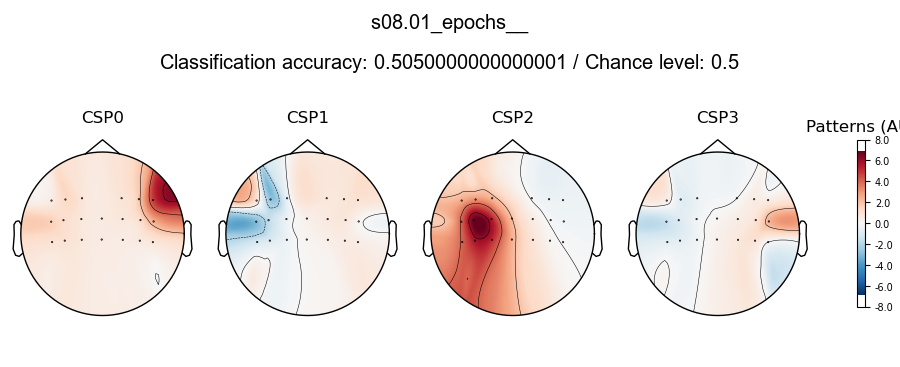 s08.01_epochs__
Classification accuracy: 0.5050000000000001 / Chance level: 0.5
CSP0 CSP1 CSP2 CSP3
Patterns (AU
8.0
6.0
4.0
2.0
0.0
-2.0
-4.0
-6.0
-8.0